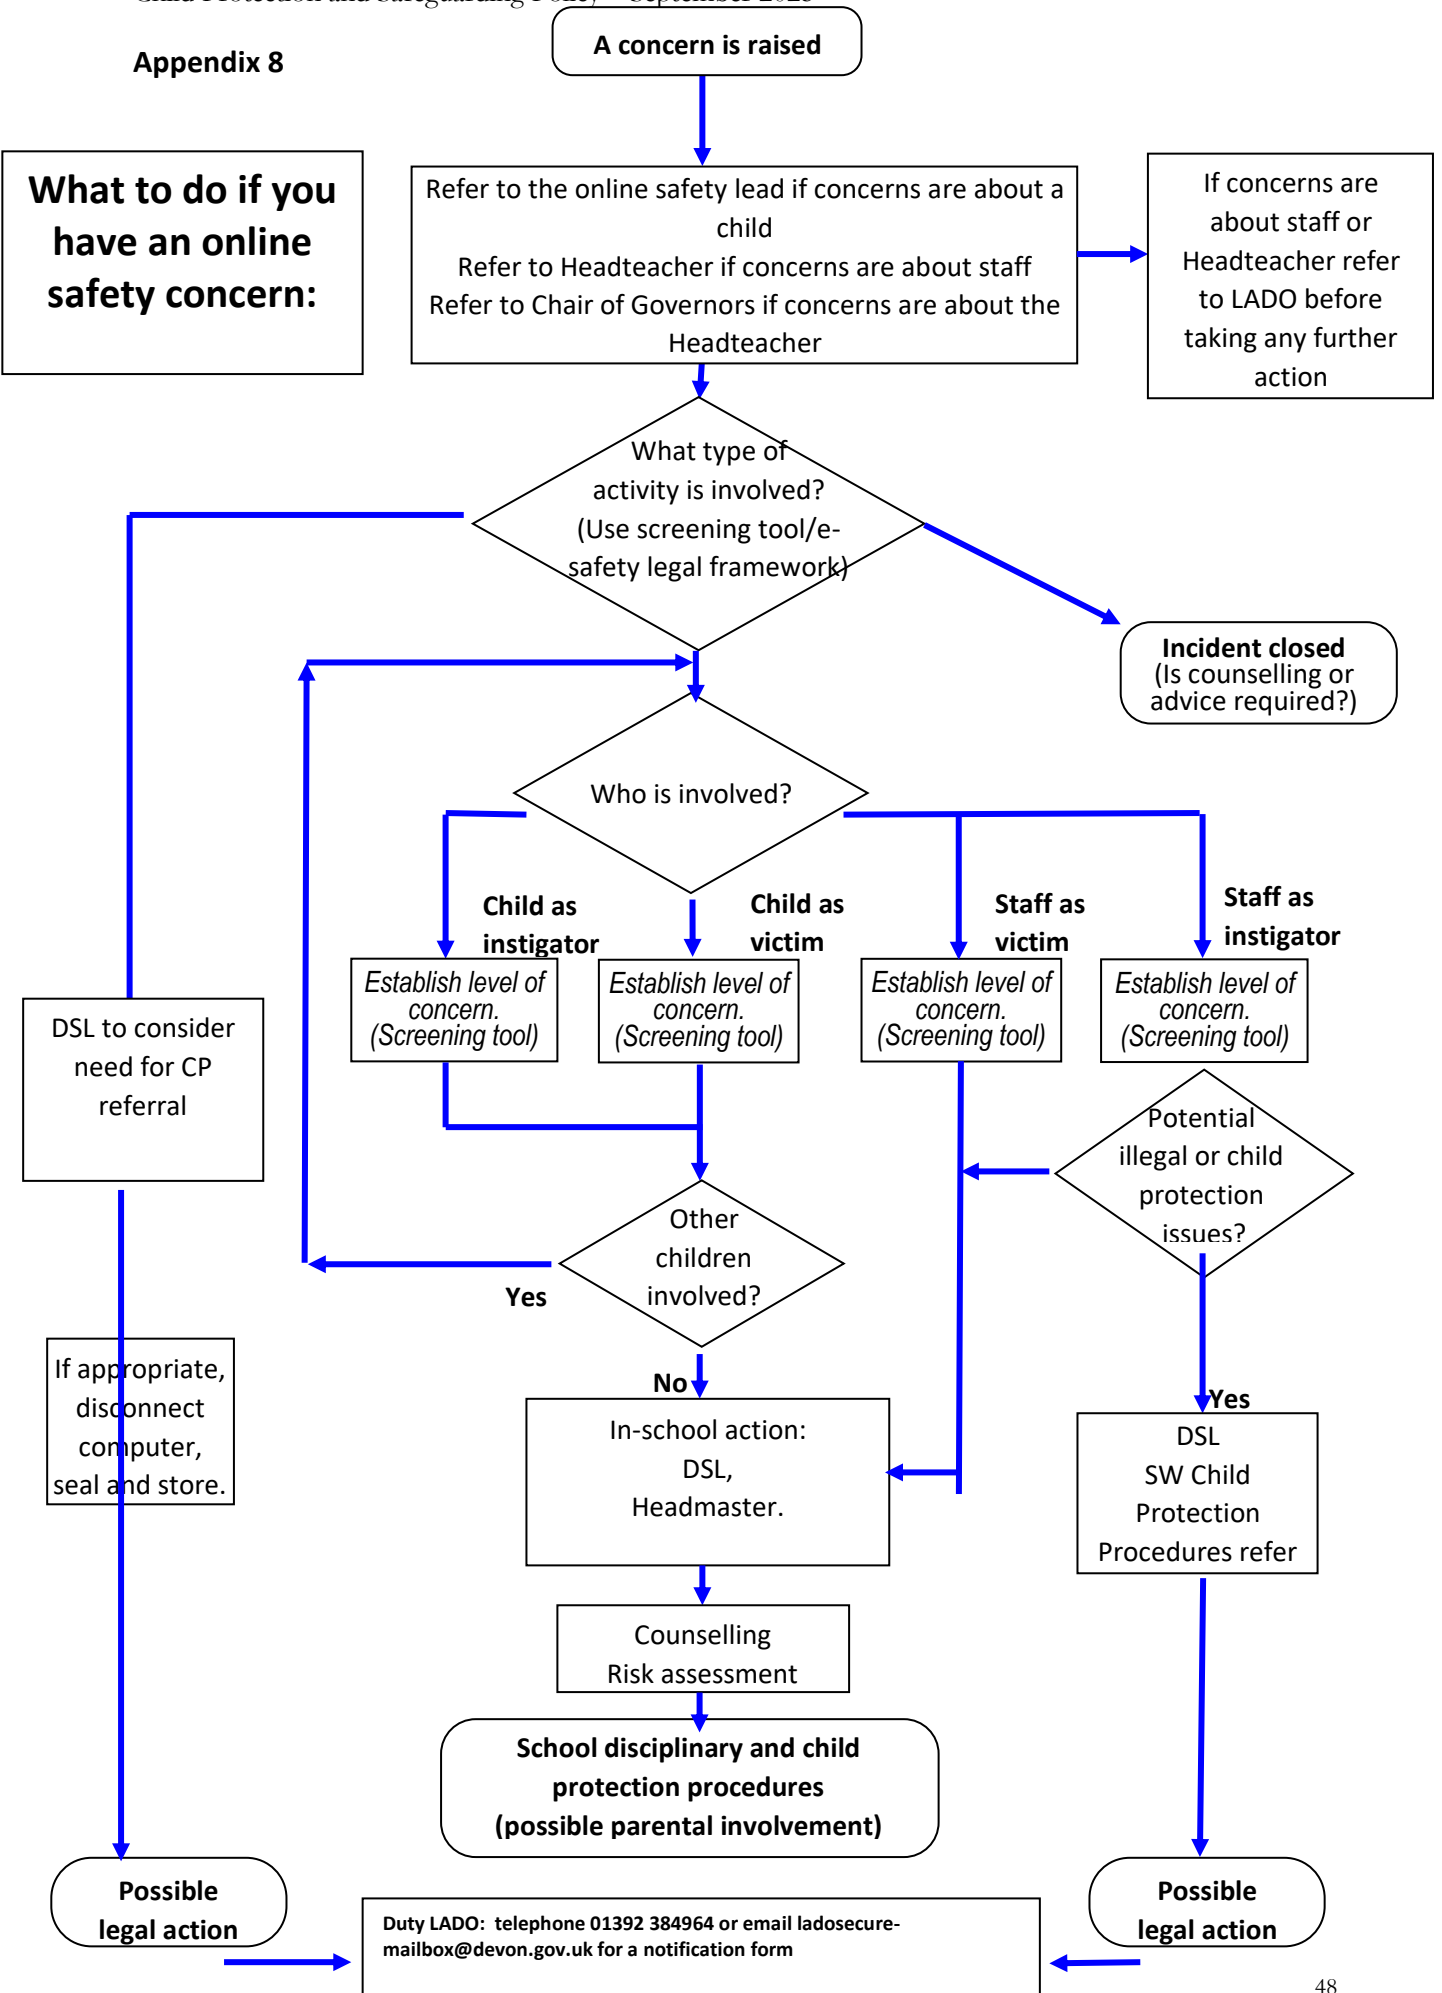 Child Protection and Safeguarding Policy – September 2023
Appendix 8
A concern is raised
What to do if you
have an online
safety concern:
Refer to the online safety lead if concerns are about a
child
Refer to Headteacher if concerns are about staff
Refer to Chair of Governors if concerns are about the
Headteacher
If concerns are
about staff or
Headteacher refer
to LADO before
taking any further
action
What type of
activity is involved?
(Use screening tool/e-
safety legal framework)
Incident closed
(Is counselling or
advice required?)
Who is involved?
Child as
instigator
Child as
victim
Staff as
victim
Staff as
instigator
Establish level of
concern.
(Screening tool)
Establish level of
concern.
(Screening tool)
Establish level of
concern.
(Screening tool)
Establish level of
concern.
(Screening tool)
DSL to consider
need for CP
referral
Potential
illegal or child
protection
issues?
Other
children
involved?
Yes
If appropriate,
disconnect
computer,
seal and store.
No
In-school action:
DSL,
Headmaster.
Yes
DSL
SW Child
Protection
Procedures refer
Counselling
Risk assessment
School disciplinary and child
protection procedures
(possible parental involvement)
Possible
legal action
Possible
legal action
Duty LADO: telephone 01392 384964 or email ladosecure-
mailbox@devon.gov.uk for a notification form
48